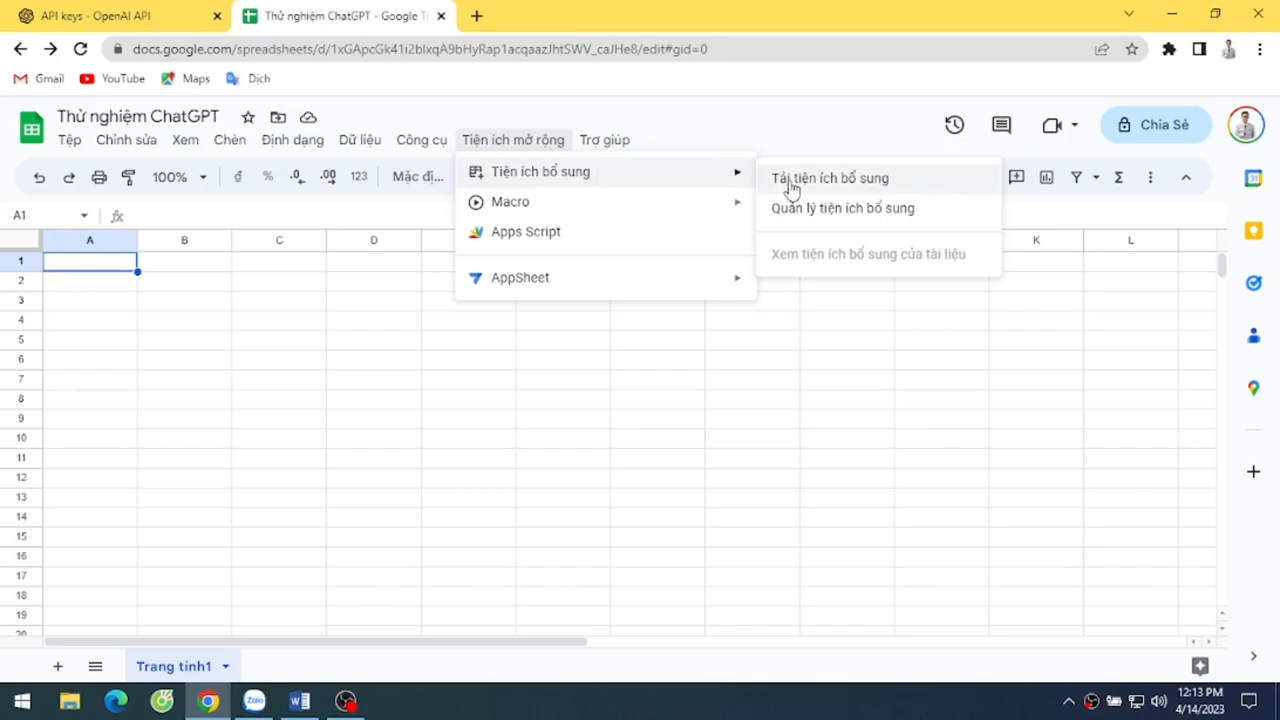 API keys - OpenAI API
Thử nghiệm ChatGPT - Google Tr
docs.google.com/spreadsheets/d/1xGApcGk41i2blxqA9bHyRap1acqaazJhtSWV_caJHe8/edit#gid=0
Gmail
YouTube
Maps
Dịch
Thử nghiệm ChatGPT
Tệp
Chỉnh sửa
Xem
Chèn
Định dạng
Dữ liệu
Công cụ
Tiện ích mở rộng
Trợ giúp
Chia Sẻ
100%
đ
%
.0
.00
123
Mặc đị...
Tiện ích bổ sung
Macro
Apps Script
AppSheet
Tải tiện ích bổ sung
Quản lý tiện ích bổ sung
Xem tiện ích bổ sung của tài liệu
A1
fx
A B C D K L
1
2
3
4
5
6
7
8
9
10
11
12
13
14
15
16
17
18
19
20
Trang tính1
Zalo
12:13 PM
4/14/2023